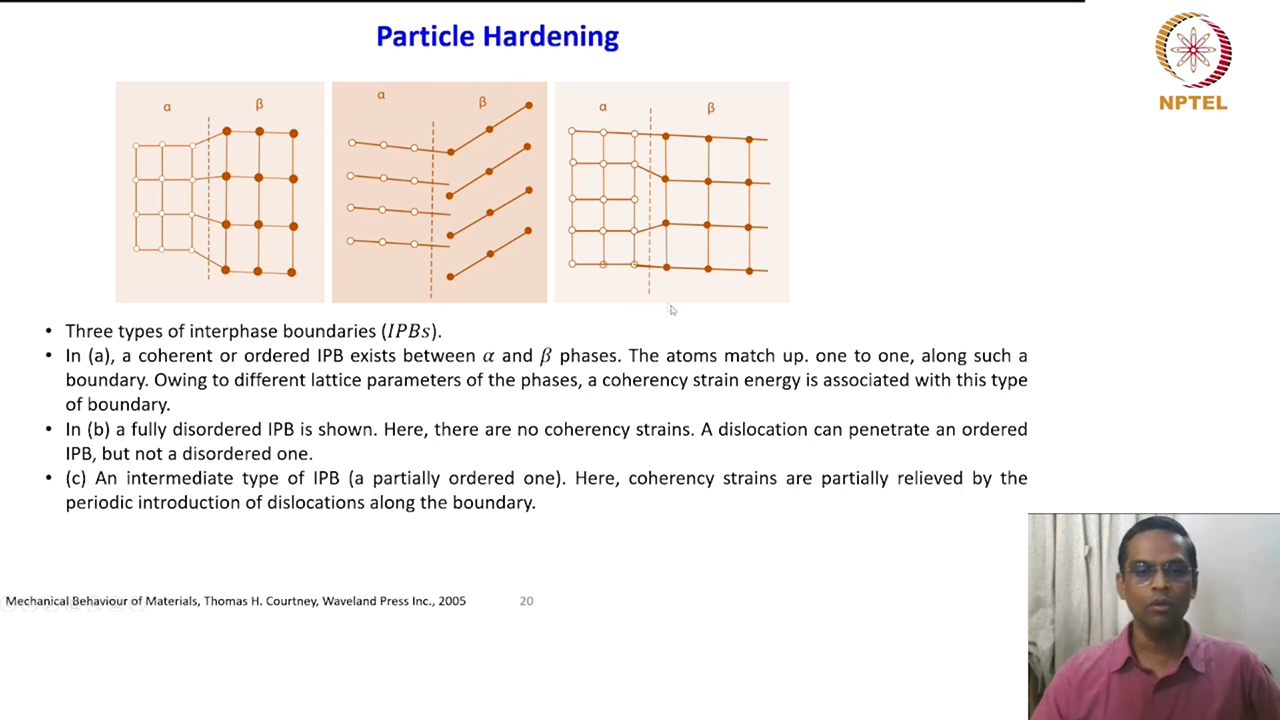 Particle Hardening
NPTEL
α β
α β
α β
• Three types of interphase boundaries (IPBs).
• In (a), a coherent or ordered IPB exists between α and β phases. The atoms match up. one to one, along such a
boundary. Owing to different lattice parameters of the phases, a coherency strain energy is associated with this type
of boundary.
• In (b) a fully disordered IPB is shown. Here, there are no coherency strains. A dislocation can penetrate an ordered
IPB, but not a disordered one.
• (c) An intermediate type of IPB (a partially ordered one). Here, coherency strains are partially relieved by the
periodic introduction of dislocations along the boundary.
Mechanical Behaviour of Materials, Thomas H. Courtney, Waveland Press Inc., 2005
20